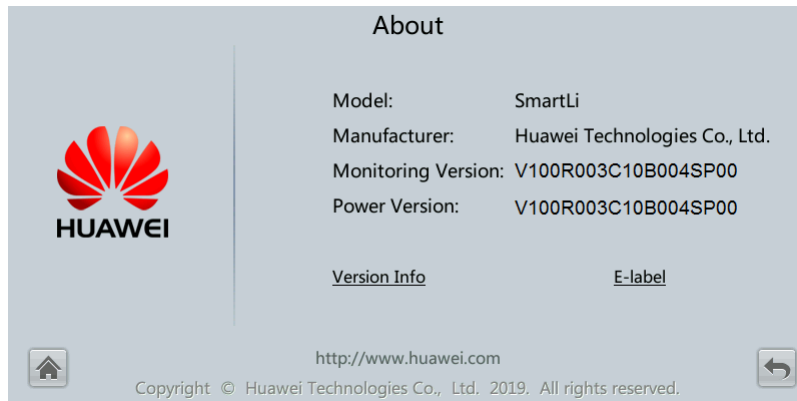 About
Model: SmartLi
Manufacturer: Huawei Technologies Co., Ltd.
Monitoring Version: V100R003C10B004SP00
Power Version: V100R003C10B004SP00
HUAWEI
Version Info E-label
http://www.huawei.com
Copyright © Huawei Technologies Co., Ltd. 2019. All rights reserved.